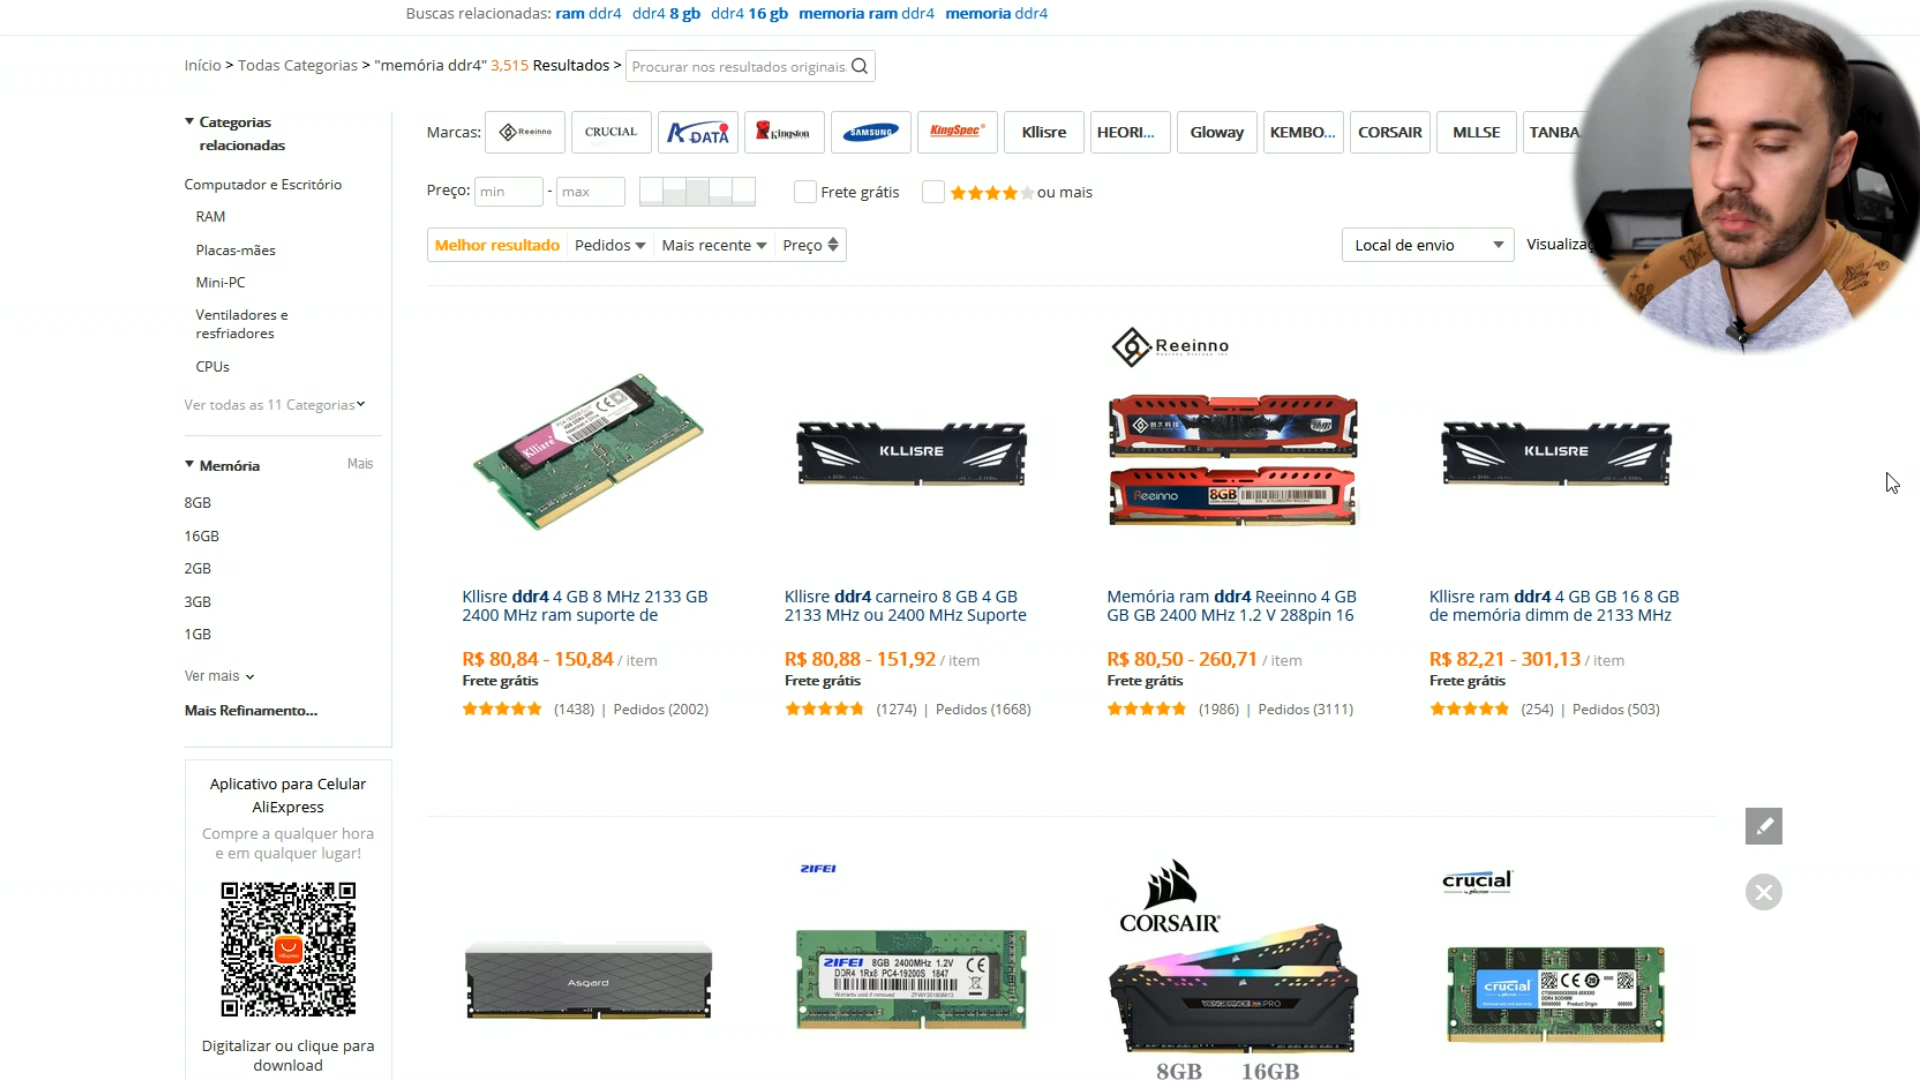 Buscas relacionadas: ram ddr4 ddr4 8 gb ddr4 16 gb memoria ram ddr4 memoria ddr4
Início > Todas Categorias > "memória ddr4" 3,515 Resultados > Procurar nos resultados originais.
Categorias
relacionadas
Computador e Escritório
RAM
Placas-mães
Mini-PC
Ventiladores e
resfriadores
CPUs
Ver todas as 11 Categorias
Memória Mais
8GB
16GB
2GB
3GB
1GB
Ver mais
Mais Refinamento...
Aplicativo para Celular
AliExpress
Compre a qualquer hora
e em qualquer lugar!
Digitalizar ou clique para
download
Marcas: Reeinno CRUCIAL ADATA Kingston SAMSUNG KingSpec Kllisre HEORI... Gloway KEMBO... CORSAIR MLLSE TANBA
Preço: min - max Frete grátis ou mais
Melhor resultado Pedidos Mais recente Preço Local de envio Visualizaç
Kllisre
Kllisre ddr4 4 GB 8 MHz 2133 GB
2400 MHz ram suporte de
R$ 80,84 - 150,84 / item
Frete grátis
(1438) | Pedidos (2002)
KLLISRE
Kllisre ddr4 carneiro 8 GB 4 GB
2133 MHz ou 2400 MHz Suporte
R$ 80,88 - 151,92 / item
Frete grátis
(1274) | Pedidos (1668)
Reeinno
Reeinno 8GB
Memória ram ddr4 Reeinno 4 GB
GB GB 2400 MHz 1.2 V 288pin 16
R$ 80,50 - 260,71 / item
Frete grátis
(1986) | Pedidos (3111)
KLLISRE
Kllisre ram ddr4 4 GB GB 16 8 GB
de memória dimm de 2133 MHz
R$ 82,21 - 301,13 / item
Frete grátis
(254) | Pedidos (503)
Asgard
ZIFEI
ZIFEI 8GB 2400MHz 1.2V
DDR4 1Rx8 PC4-19200S 1847
CORSAIR
VENGEANCE PRO
8GB 16GB
crucial
crucial